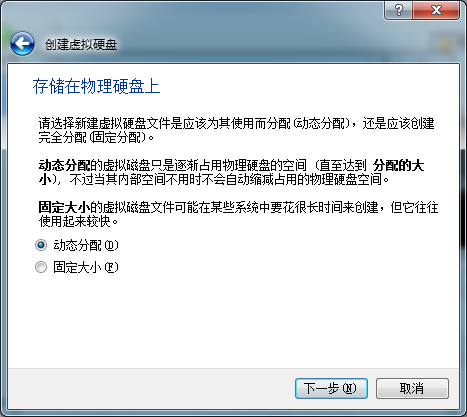 创建虚拟硬盘
存储在物理硬盘上
请选择新建虚拟硬盘文件是应该为其使用而分配(动态分配)，还是应该创建
完全分配(固定分配)。
动态分配的虚拟磁盘只是逐渐占用物理硬盘的空间 (直至达到 分配的大
小)，不过当其内部空间不用时不会自动缩减占用的物理硬盘空间。
固定大小的虚拟磁盘文件可能在某些系统中要花很长时间来创建，但它往往
使用起来较快。
动态分配(D)
固定大小(F)
下一步(N)
取消